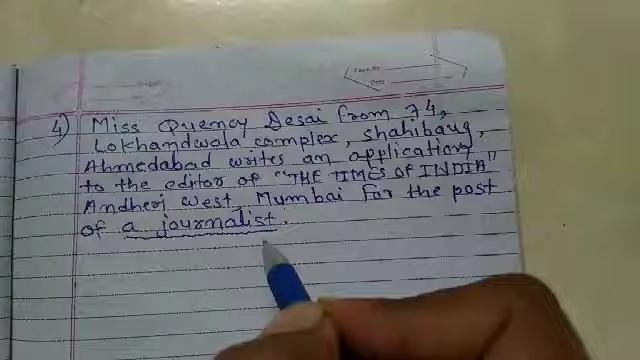 4) Miss Quency Desai from 74,
Lokhandwala complex, shahibaug,
Ahmedabad writes an application
to the editor of "THE TIMES OF INDIA"
Andheri west, Mumbai for the post
of a journalist.